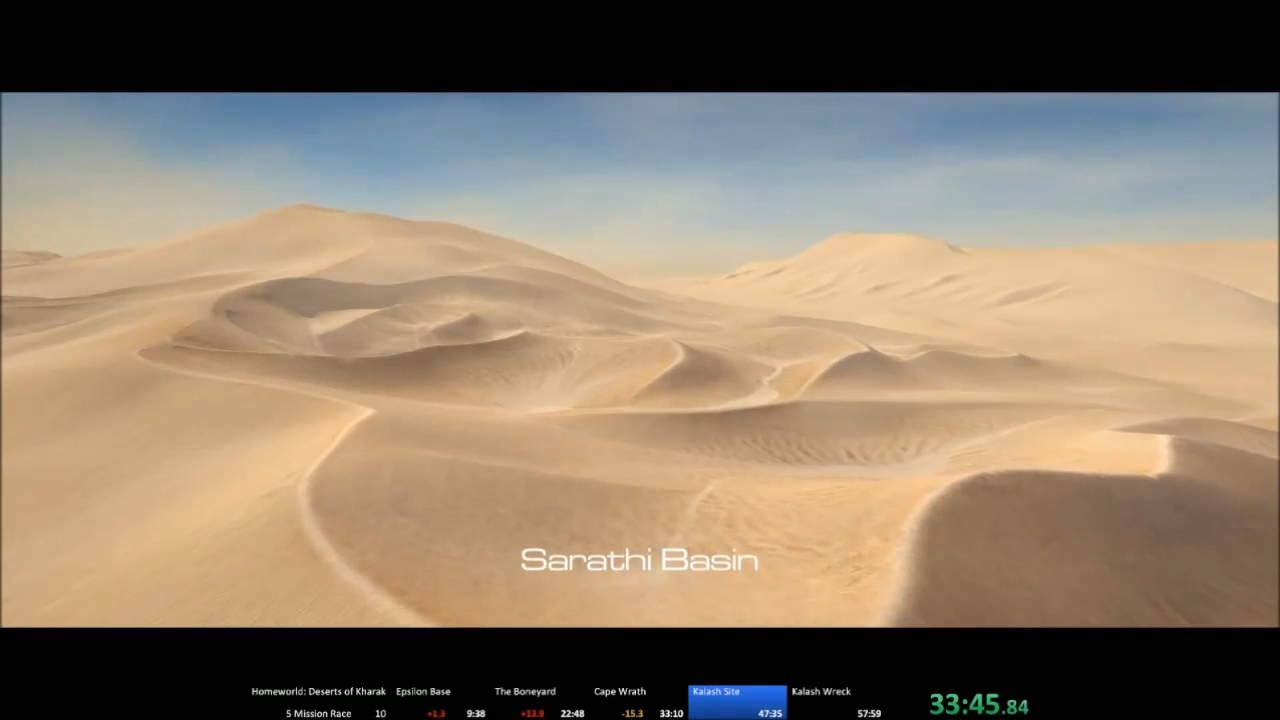 Sarathi Basin
Homeworld: Deserts of Kharak Epsilon Base The Boneyard Cape Wrath Kalash Site Kalash Wreck
5 Mission Race 10 +1.3 9:38 +13.9 22:48 -15.3 33:10 47:35 57:59
33:45.84